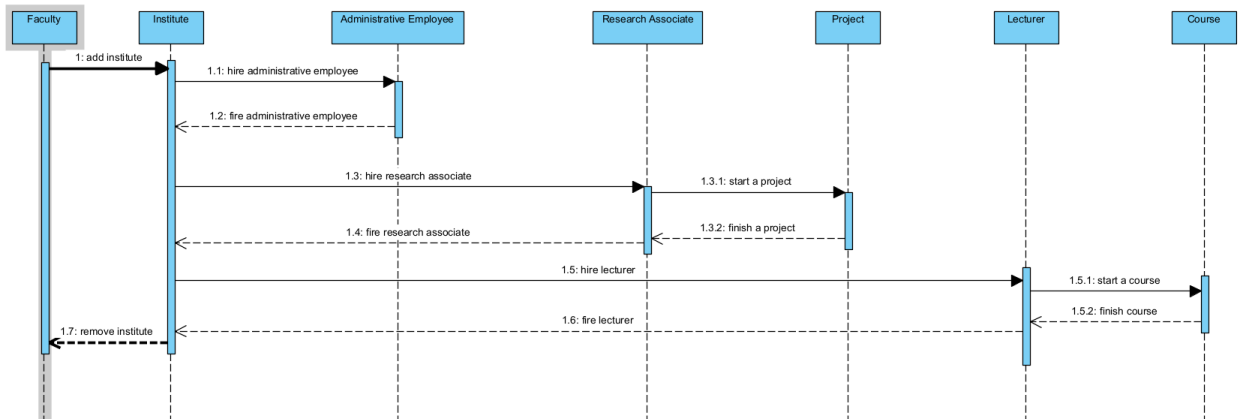 Faculty
Institute
Administrative Employee
Research Associate
Project
Lecturer
Course
1: add institute
1.1: hire administrative employee
1.2: fire administrative employee
1.3: hire research associate
1.3.1: start a project
1.3.2: finish a project
1.4: fire research associate
1.5: hire lecturer
1.5.1: start a course
1.5.2: finish course
1.6: fire lecturer
1.7: remove institute